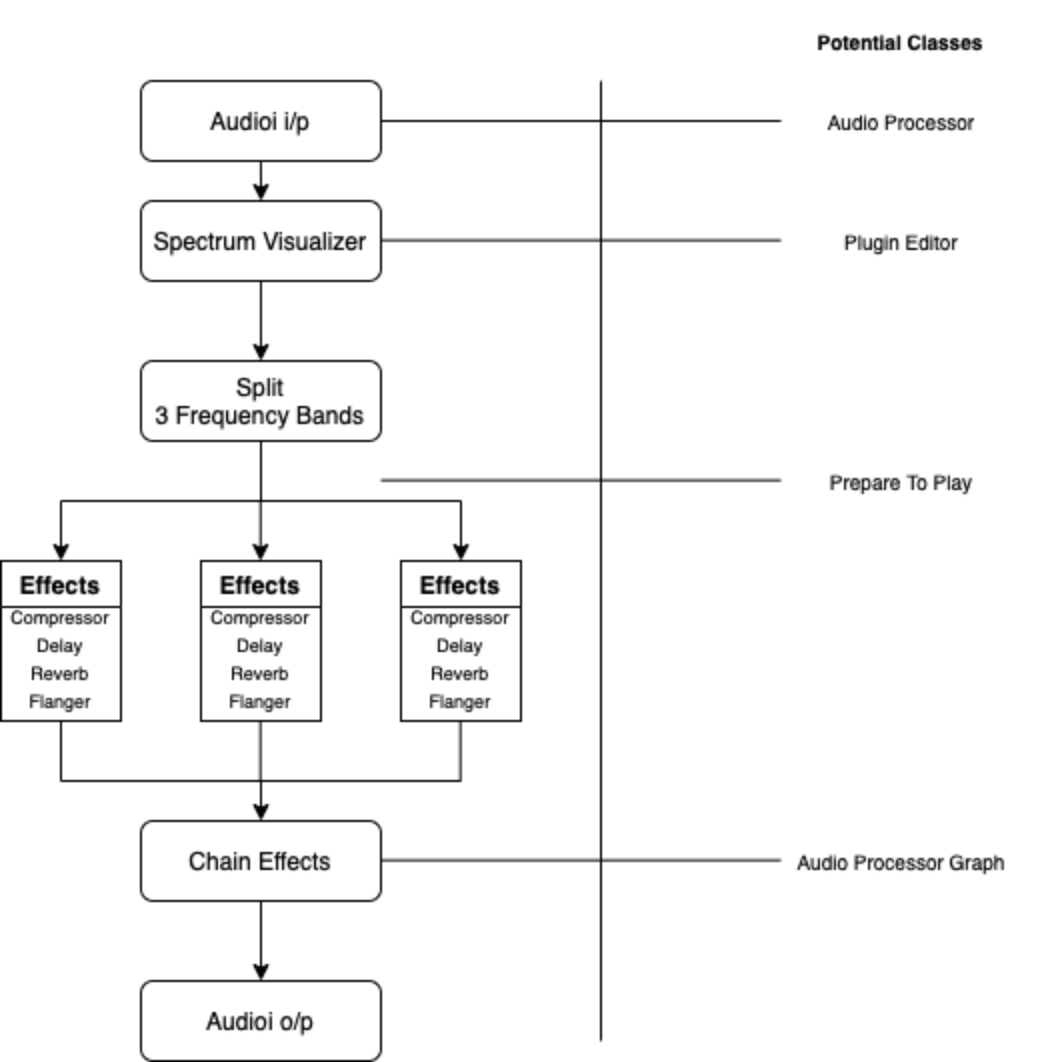 Potential Classes
Audioi i/p
Audio Processor
Spectrum Visualizer
Plugin Editor
Split
3 Frequency Bands
Prepare To Play
Effects
Compressor
Delay
Reverb
Flanger
Effects
Compressor
Delay
Reverb
Flanger
Effects
Compressor
Delay
Reverb
Flanger
Chain Effects
Audio Processor Graph
Audioi o/p